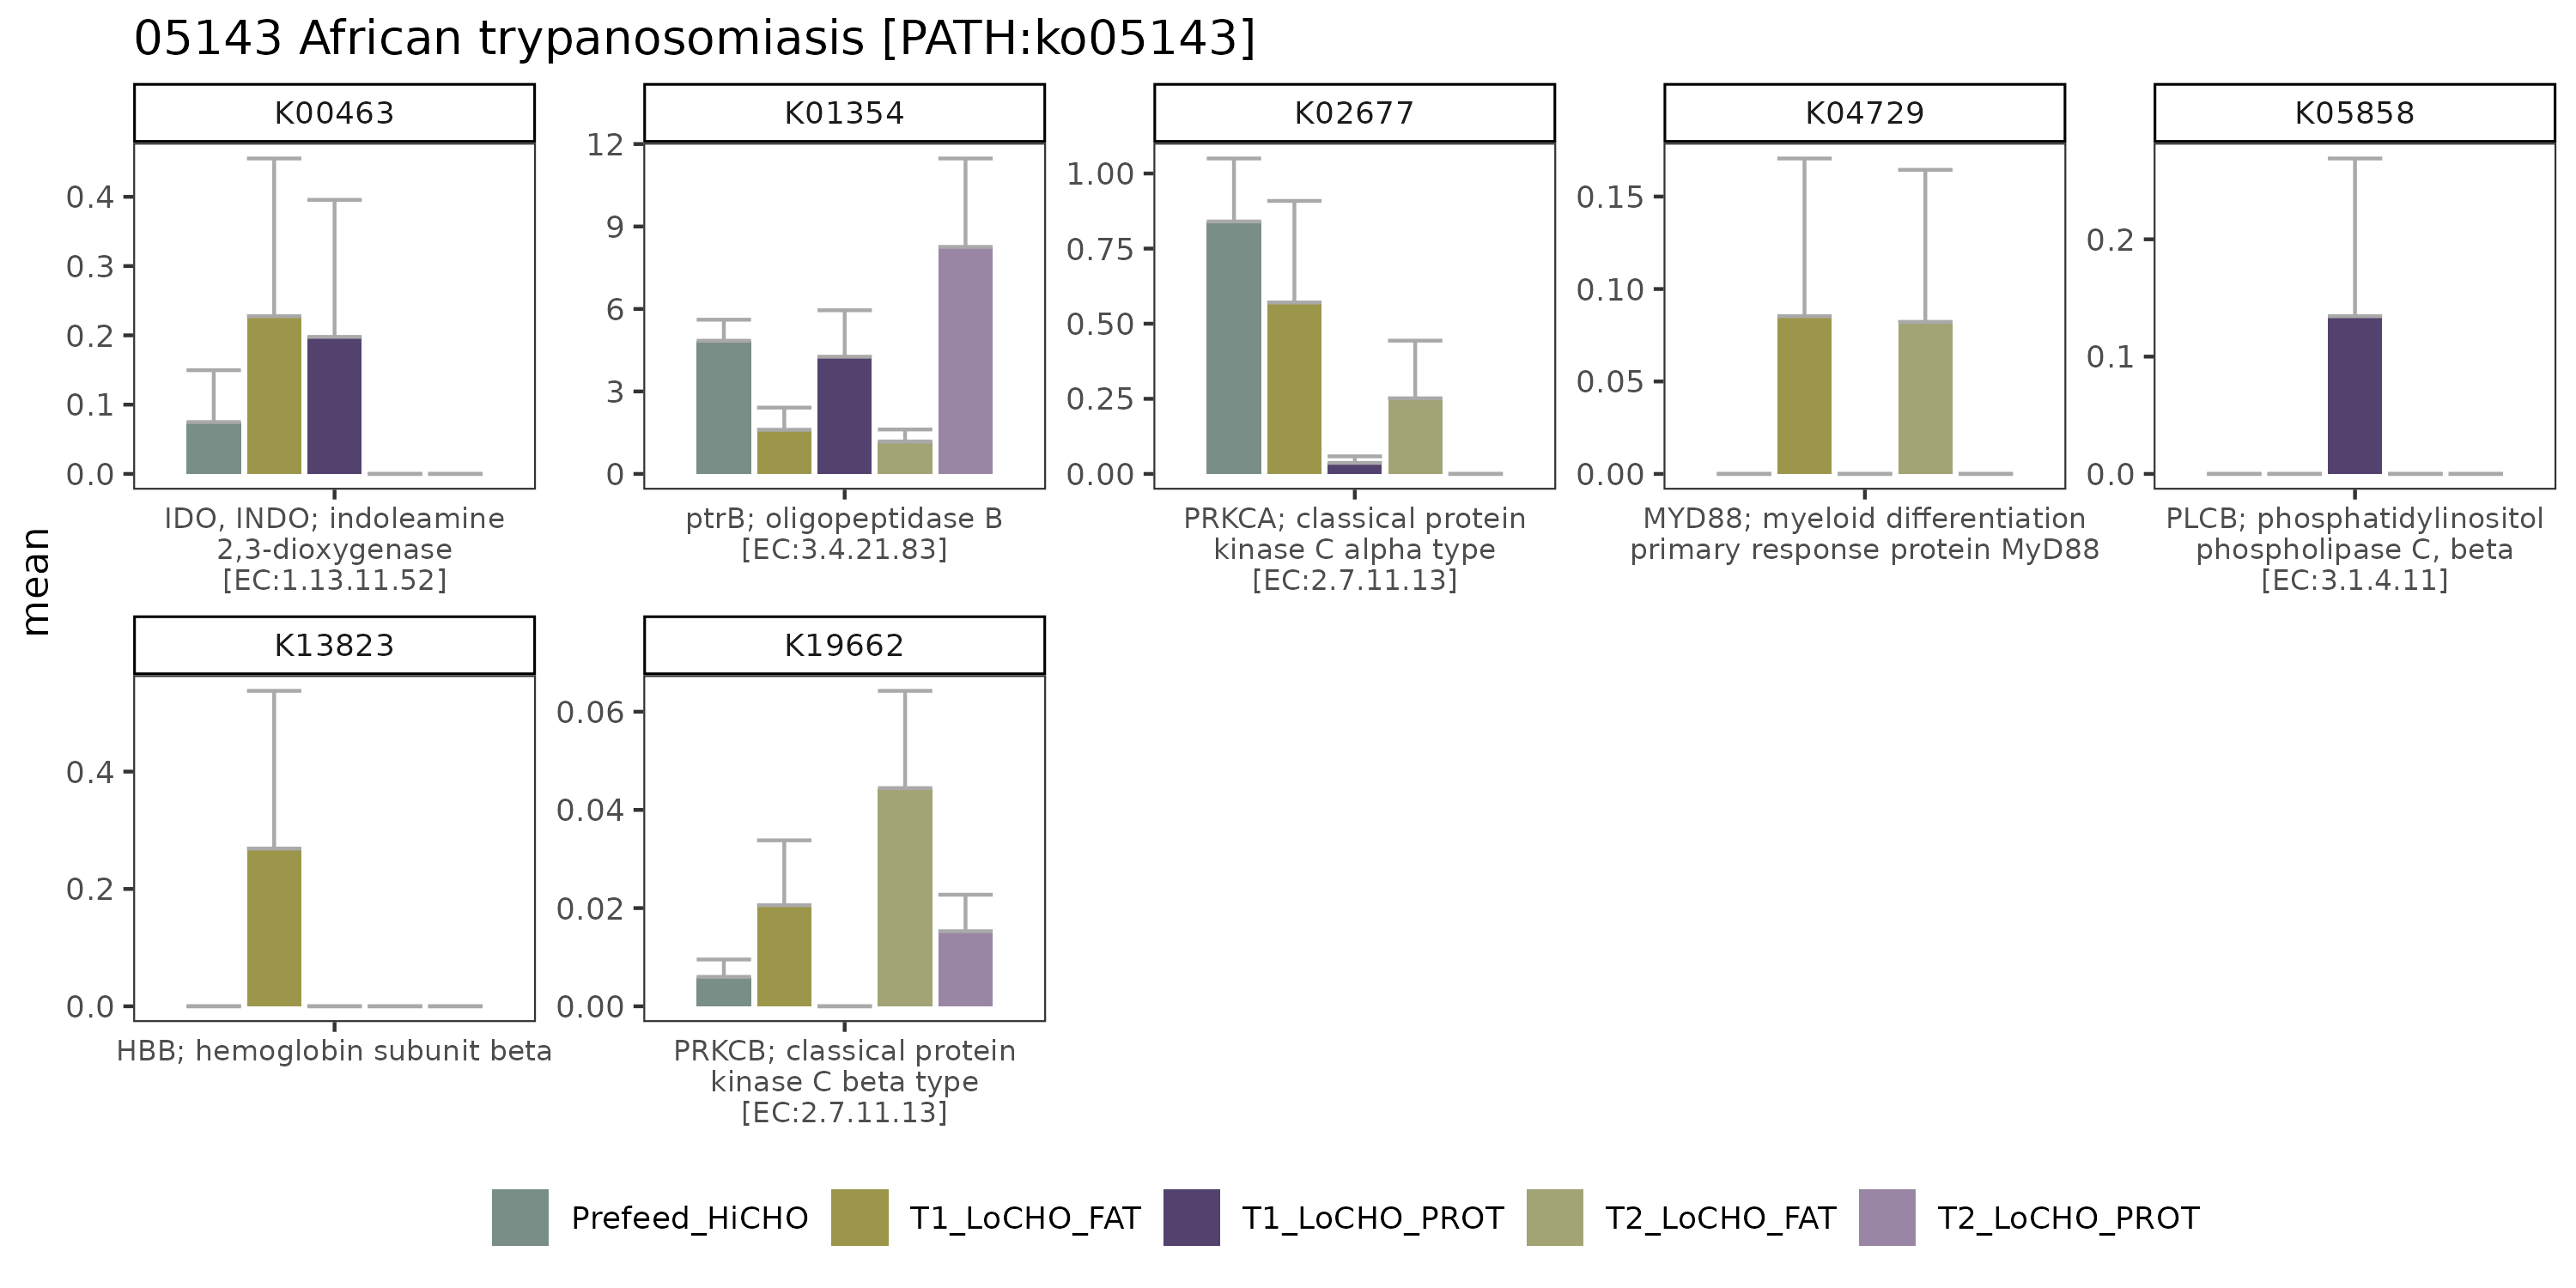 05143 African trypanosomiasis [PATH:ko05143]
K00463
K01354
K02677
K04729
K05858
0.4
0.3
0.2
0.1
0.0
12
9
6
3
0
1.00
0.75
0.50
0.25
0.00
0.15
0.10
0.05
0.00
0.2
0.1
0.0
IDO, INDO; indoleamine
2,3-dioxygenase
[EC:1.13.11.52]
ptrB; oligopeptidase B
[EC:3.4.21.83]
PRKCA; classical protein
kinase C alpha type
[EC:2.7.11.13]
MYD88; myeloid differentiation
primary response protein MyD88
PLCB; phosphatidylinositol
phospholipase C, beta
[EC:3.1.4.11]
mean
K13823
K19662
0.4
0.2
0.0
0.06
0.04
0.02
0.00
HBB; hemoglobin subunit beta
PRKCB; classical protein
kinase C beta type
[EC:2.7.11.13]
Prefeed_HiCHO
T1_LoCHO_FAT
T1_LoCHO_PROT
T2_LoCHO_FAT
T2_LoCHO_PROT